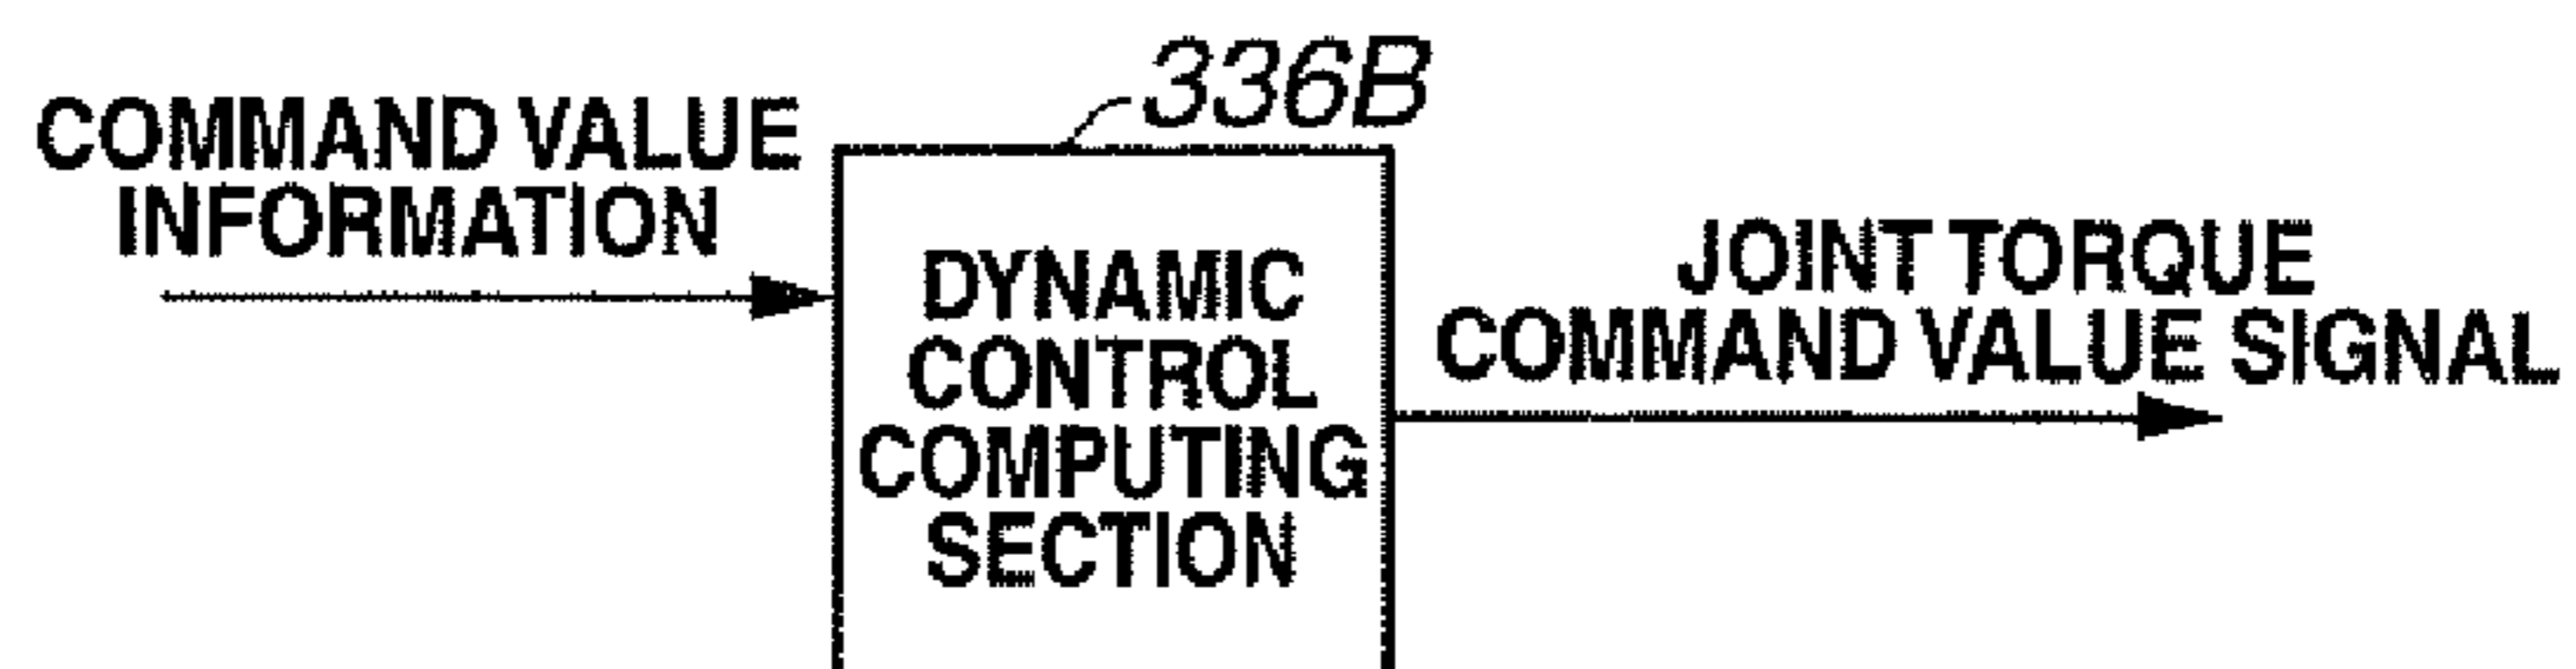 336B
COMMAND VALUE
INFORMATION
DYNAMIC
CONTROL
COMPUTING
SECTION
JOINT TORQUE
COMMAND VALUE SIGNAL